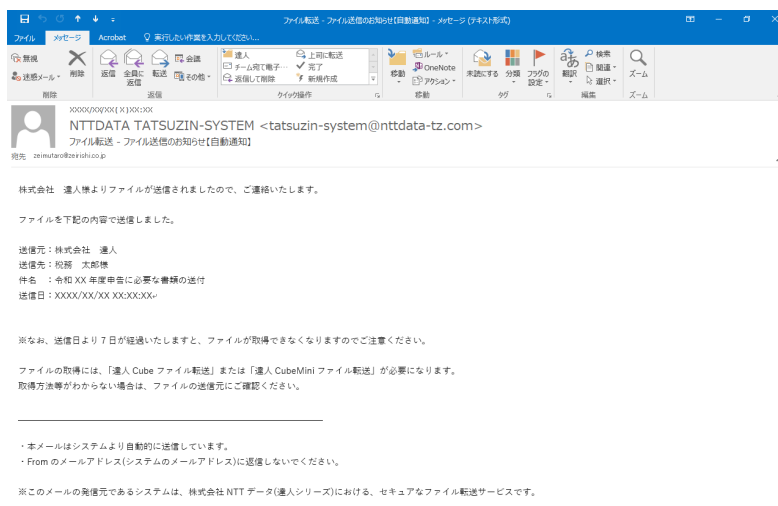 ファイル転送 - ファイル送信のお知らせ【自動通知】 - メッセージ (テキスト形式)
ファイル メッセージ Acrobat 実行したい作業を入力してください...
無視 迷惑メール 削除 返信 全員に返信 転送 会議 その他
達人 上司に転送
チーム宛て電子… 完了
返信して削除 新規作成
移動 ルール OneNote アクション 未読にする 分類 フラグの設定 翻訳 検索 関連 選択 ズーム
削除 返信 クイック操作 移動 タグ 編集 ズーム
XXXX/XX/XX( X )XX:XX
NTTDATA TATSUZIN-SYSTEM <tatsuzin-system@nttdata-tz.com>
ファイル転送 - ファイル送信のお知らせ【自動通知】
宛先 zeimutaro@zeirishi.co.jp
株式会社　達人様よりファイルが送信されましたので、ご連絡いたします。
ファイルを下記の内容で送信しました。
送信元：株式会社　達人
送信先：税務　太郎様
件名　：令和 XX 年度申告に必要な書類の送付
送信日：XXXX/XX/XX XX:XX:XX↵
※なお、送信日より７日が経過いたしますと、ファイルが取得できなくなりますのでご注意ください。
ファイルの取得には、「達人 Cube ファイル転送」または「達人 CubeMini ファイル転送」が必要になります。
取得方法等がわからない場合は、ファイルの送信元にご確認ください。
・本メールはシステムより自動的に送信しています。
・From のメールアドレス(システムのメールアドレス)に返信しないでください。
※このメールの発信元であるシステムは、株式会社 NTT データ(達人シリーズ)における、セキュアなファイル転送サービスです。